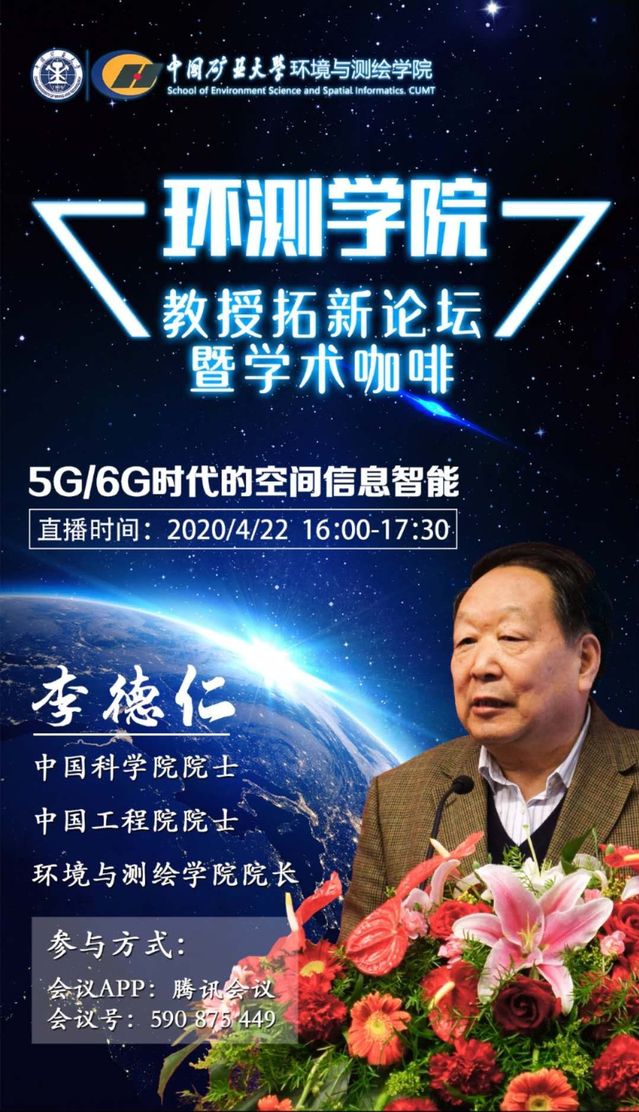 中国矿业大学环境与测绘学院
School of Environment Science and Spatial Informatics. CUMT
环测学院
教授拓新论坛
暨学术咖啡
5G/6G时代的空间信息智能
直播时间：2020/4/22 16:00-17:30
李德仁
中国科学院院士
中国工程院院士
环境与测绘学院院长
参与方式：
会议APP：腾讯会议
会议号：590 875 449